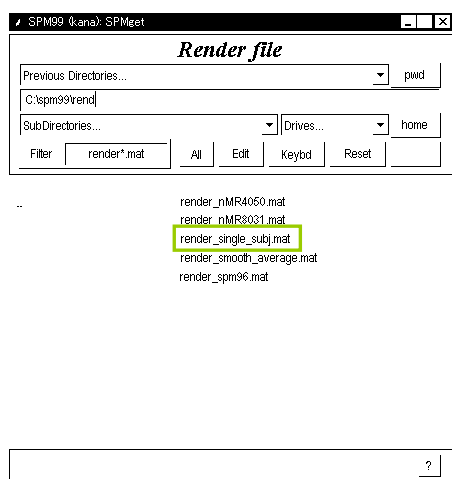 SPM99 (kana): SPMget
Render file
Previous Directories... pwd
C:\spm99\rend
SubDirectories... Drives... home
Filter render*.mat All Edit Keybd Reset
.. render_nMR4050.mat
render_nMR8031.mat
render_single_subj.mat
render_smooth_average.mat
render_spm96.mat
?